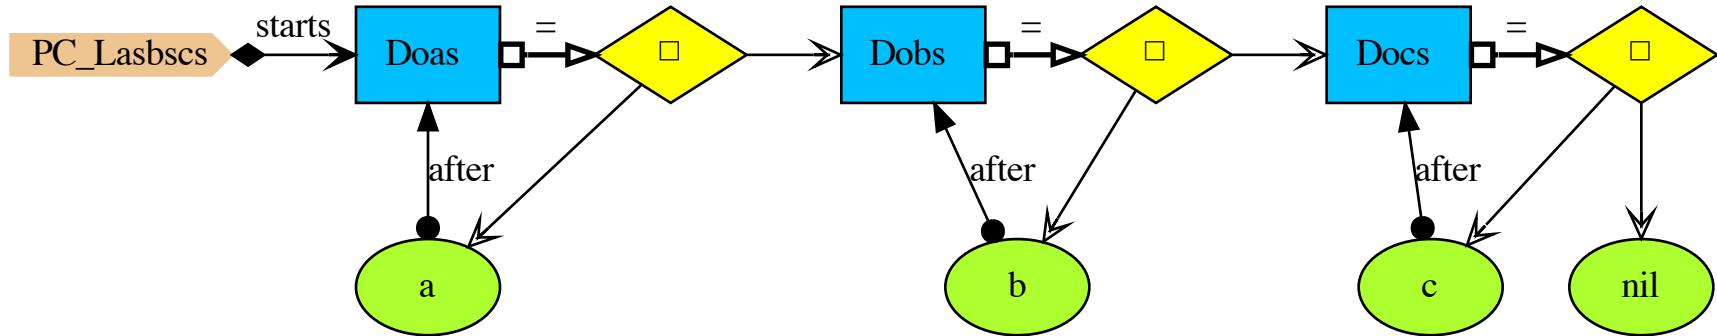 starts
PC_Lasbscs
Doas
=
□
Dobs
=
□
Docs
=
□
after
after
after
a
b
c
nil